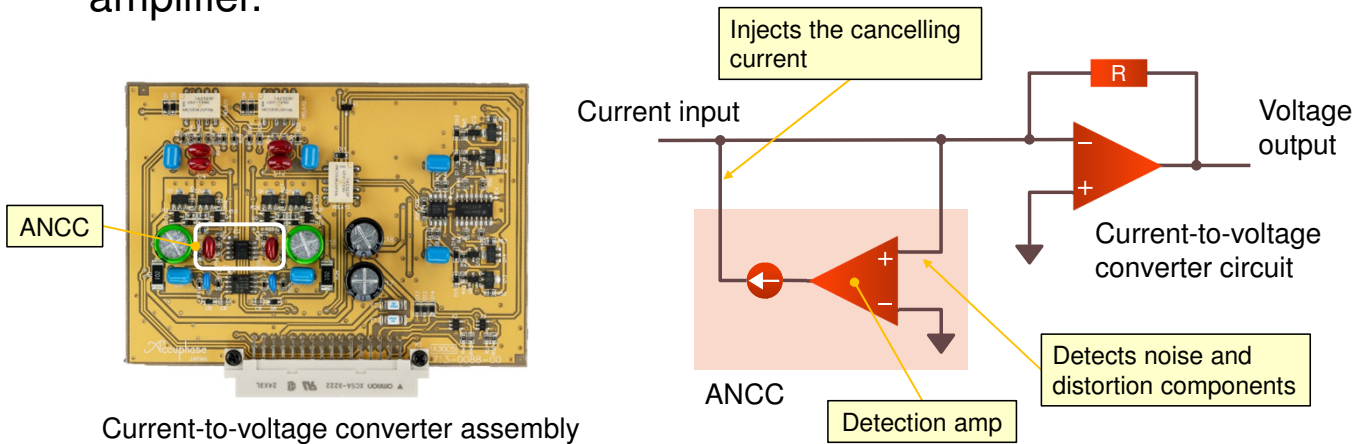 amplifier.
Injects the cancelling
current
R
Current input
Voltage
output
−
+
ANCC
Current-to-voltage
converter circuit
+
−
Detects noise and
distortion components
ANCC
Detection amp
Accuphase
Current-to-voltage converter assembly